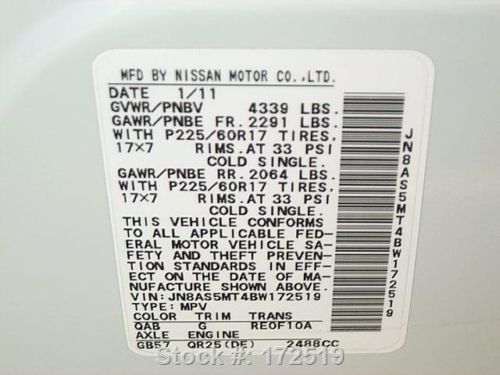 MFD BY NISSAN MOTOR CO.,LTD.
DATE 1/11
GVWR/PNBV 4339 LBS.
GAWR/PNBE FR. 2291 LBS.
WITH P225/60R17 TIRES.
17×7 RIMS. AT 33 PSI
COLD SINGLE.
GAWR/PNBE RR. 2064 LBS.
WITH P225/60R17 TIRES.
17×7 RIMS. AT 33 PSI
COLD SINGLE.
THIS VEHICLE CONFORMS
TO ALL APPLICABLE FED-
ERAL MOTOR VEHICLE SA-
FETY AND THEFT PREVEN-
TION STANDARDS IN EFF-
ECT ON THE DATE OF MA-
NUFACTURE SHOWN ABOVE.
VIN: JN8AS5MT4BW172519
TYPE: MPV
COLOR TRIM TRANS
QAB G RE0F10A
AXLE ENGINE
GB57 QR25(DE) 2488CC
JN8AS5MT4BW172519
Stock # : 172519